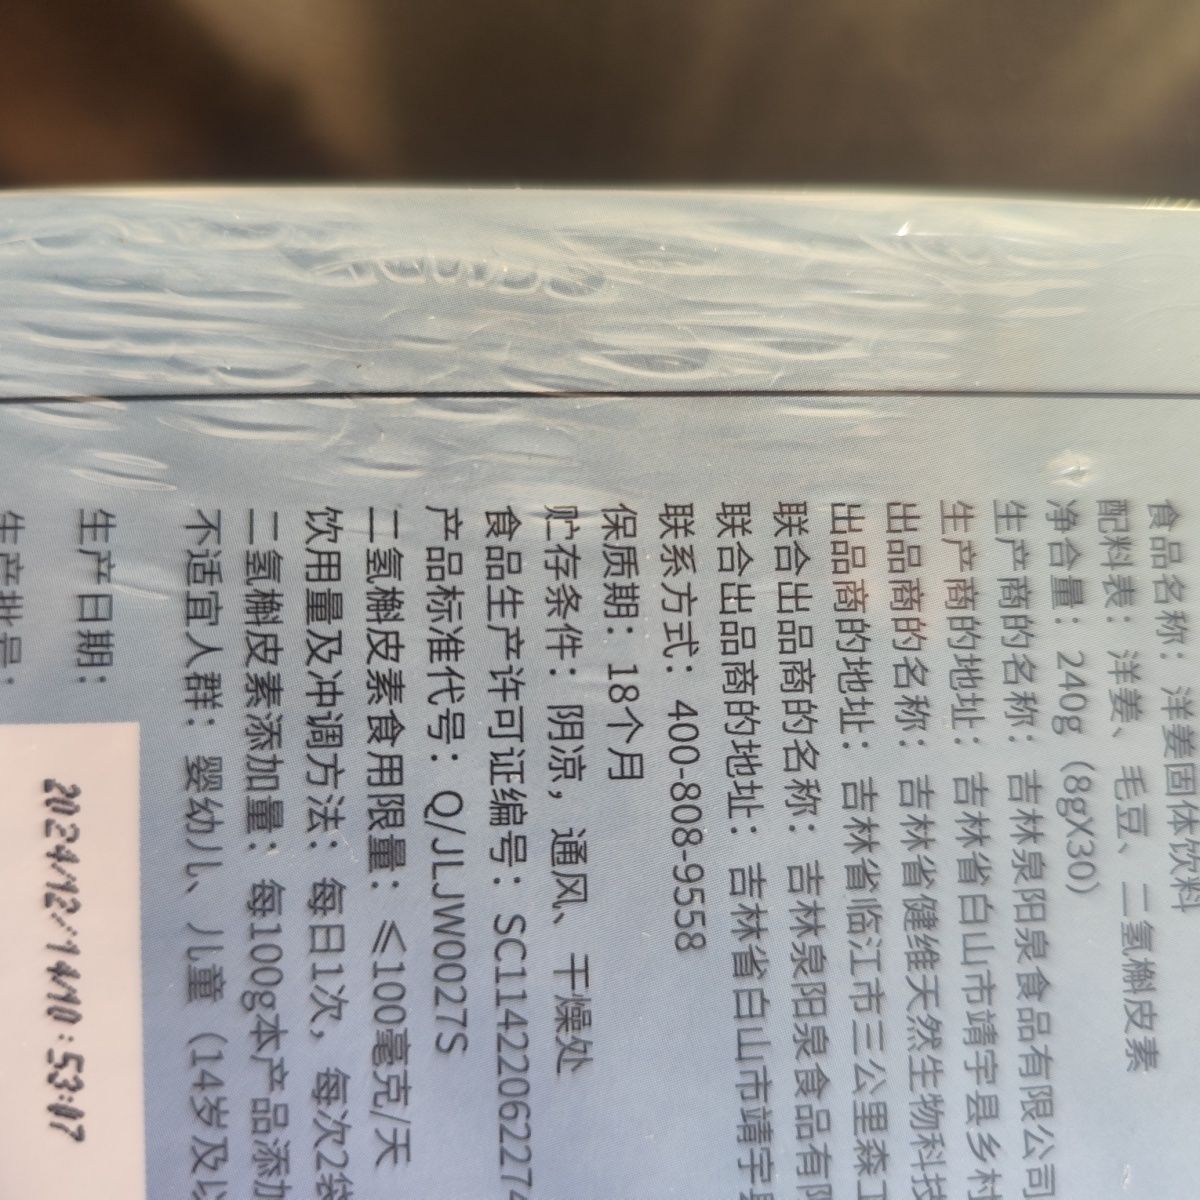 食品名称：洋姜固体饮料
配料表：洋姜、毛豆、二氢槲皮素
净含量：240g（8gX30）
生产商的名称：吉林泉阳泉食品有限公司
生产商的地址：吉林省白山市靖宇县乡村
出品商的名称：吉林省健维天然生物科技
出品商的地址：吉林省临江市三公里森工
联合出品商的名称：吉林泉阳泉食品有限
联合出品商的地址：吉林省白山市靖宇县
联系方式：400-808-9558
保质期：18个月
贮存条件：阴凉，通风、干燥处
食品生产许可证编号：SC11422062274
产品标准代号：Q/JLJW0027S
二氢槲皮素食用限量：≤100毫克/天
饮用量及冲调方法：每日1次，每次2袋
二氢槲皮素添加量：每100g本产品添加
不适宜人群：婴幼儿、儿童（14岁及以
生产日期：
2024/12/14/10:53:07
生产批号：